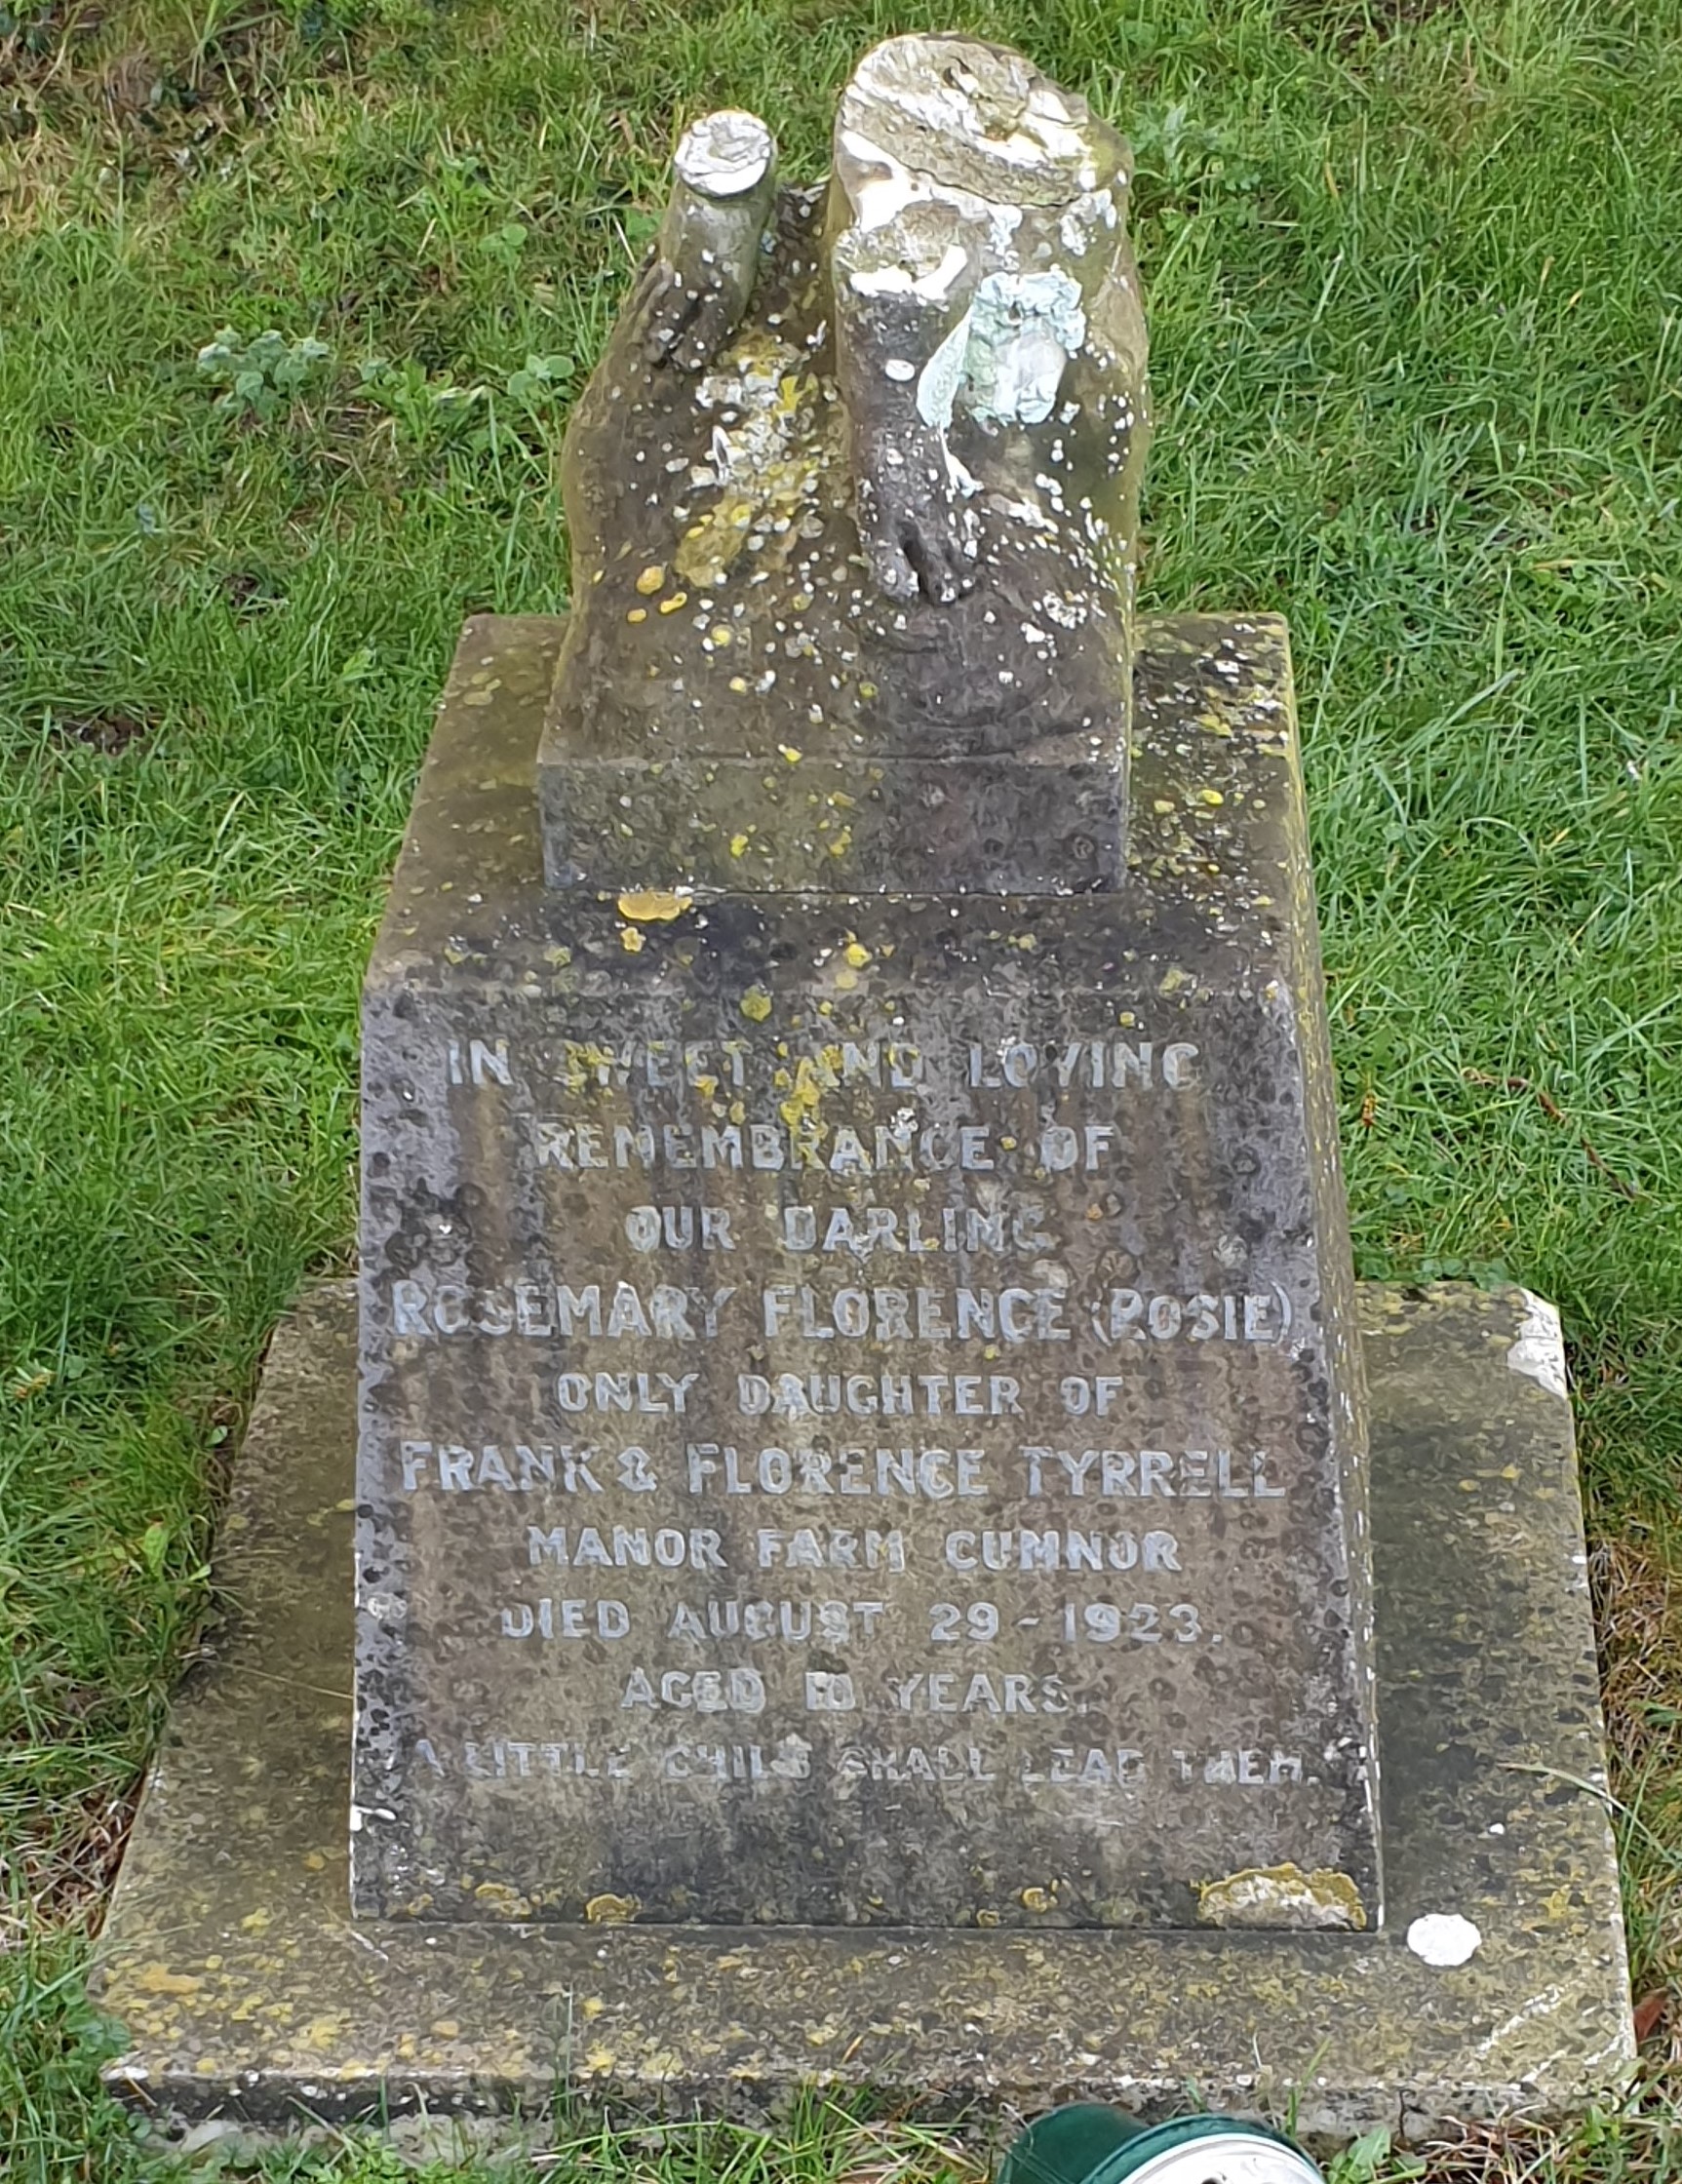 IN SWEET AND LOVING
REMEMBRANCE OF
OUR DARLING
ROSEMARY FLORENCE (ROSIE)
ONLY DAUGHTER OF
FRANK & FLORENCE TYRRELL
MANOR FARM CUMNOR
DIED AUGUST 29 - 1923.
AGED YEARS.
A LITTLE CHILD SHALL LEAD THEM.